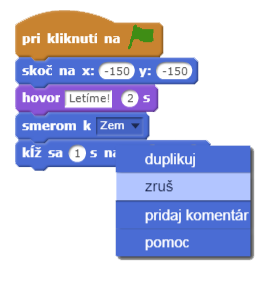 pri kliknutí na
skoč na x: -150 y: -150
hovor Letíme! 2 s
smerom k Zem
kĺž sa 1 s na
duplikuj
zruš
pridaj komentár
pomoc